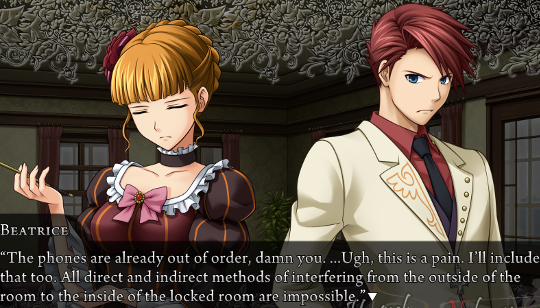 BEATRICE
“The phones are already out of order, damn you. ...Ugh, this is a pain. I'll include
that too. All direct and indirect methods of interfering from the outside of the
room to the inside of the locked room are impossible.”